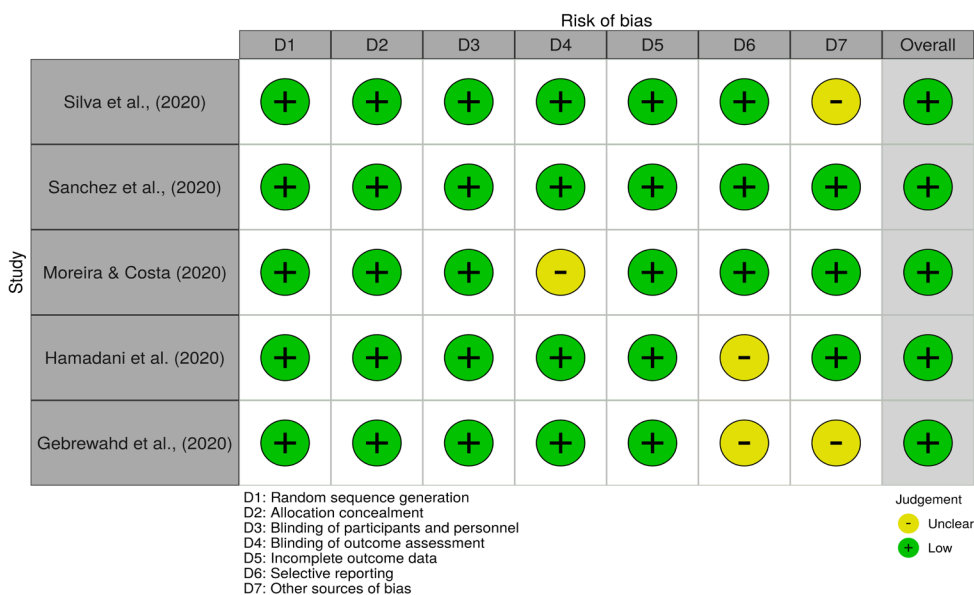 Risk of bias
D1 D2 D3 D4 D5 D6 D7 Overall
Study
Silva et al., (2020) + + + + + + - +
Sanchez et al., (2020) + + + + + + + +
Moreira & Costa (2020) + + + - + + + +
Hamadani et al. (2020) + + + + + - + +
Gebrewahd et al., (2020) + + + + + - - +
D1: Random sequence generation
D2: Allocation concealment
D3: Blinding of participants and personnel
D4: Blinding of outcome assessment
D5: Incomplete outcome data
D6: Selective reporting
D7: Other sources of bias
Judgement
- Unclear
+ Low